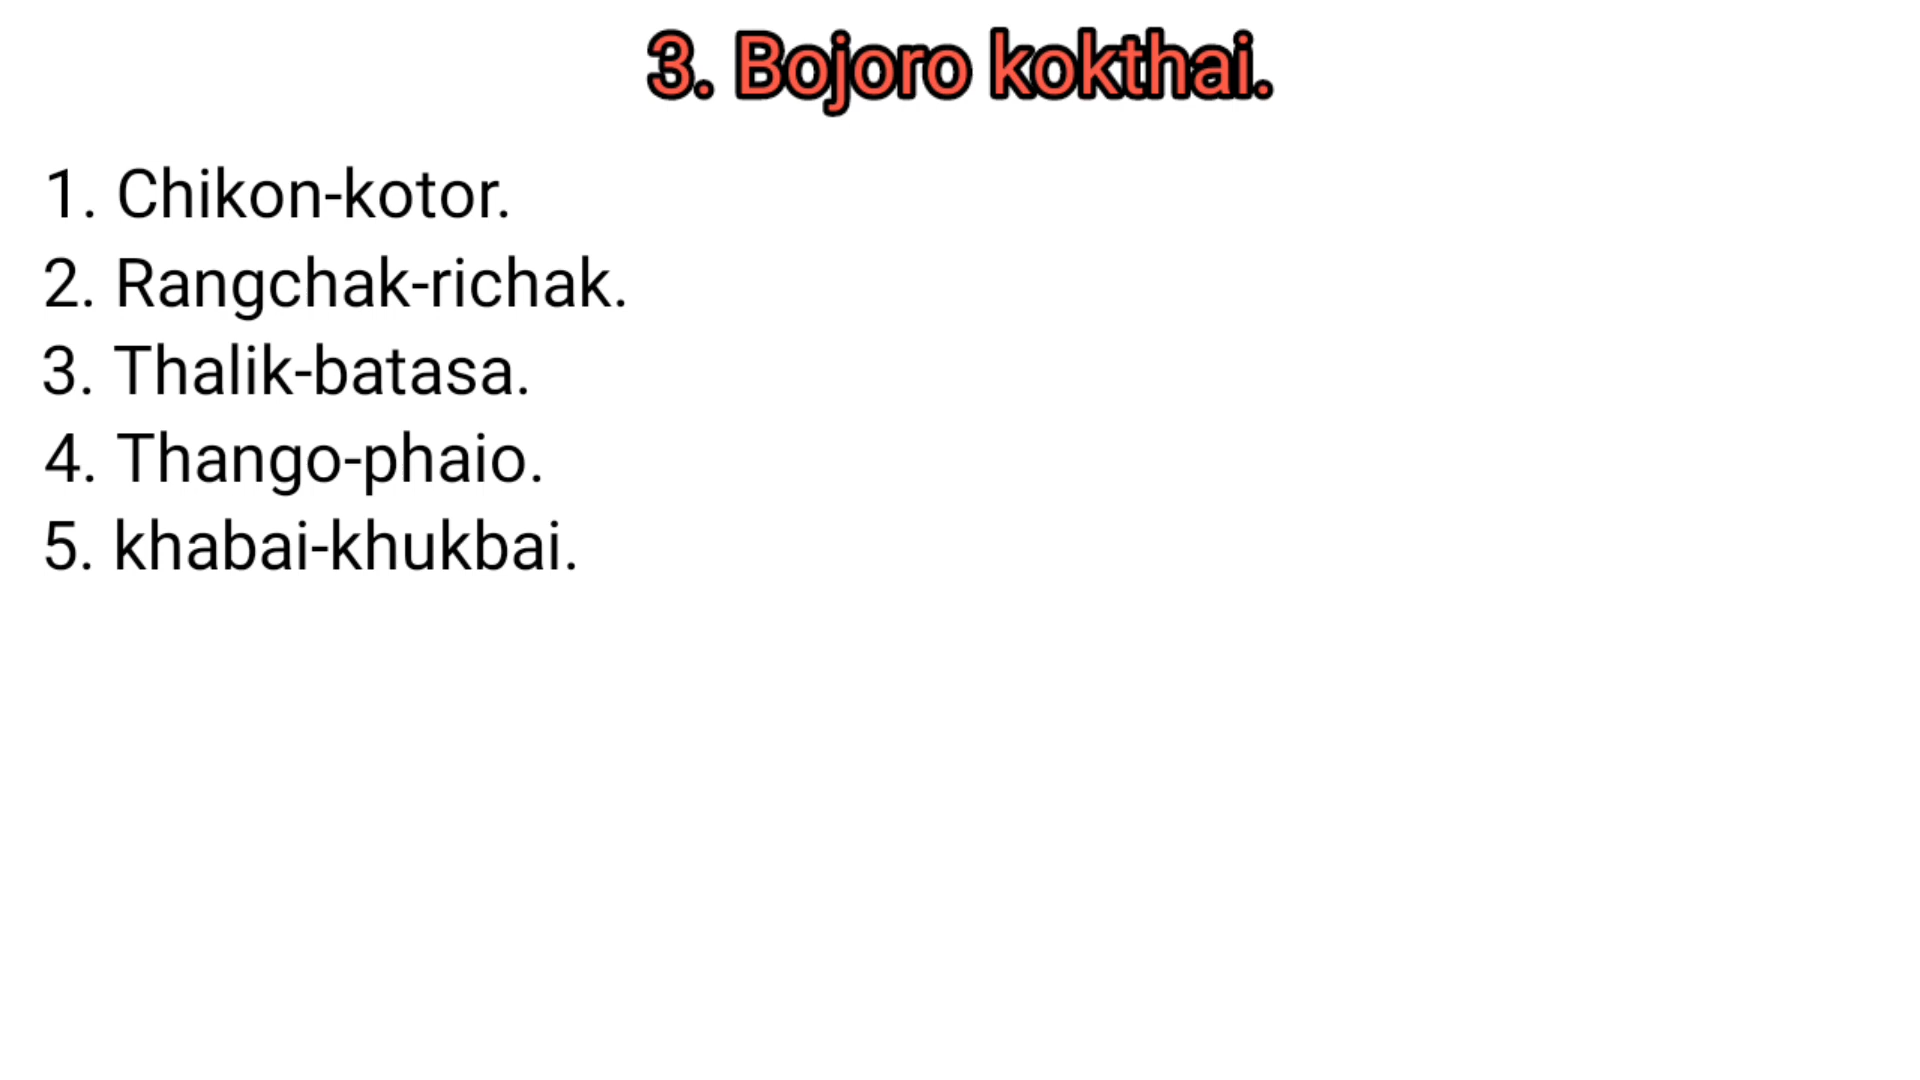 3. Bojoro kokthai.
1. Chikon-kotor.
2. Rangchak-richak.
3. Thalik-batasa.
4. Thango-phaio.
5. khabai-khukbai.